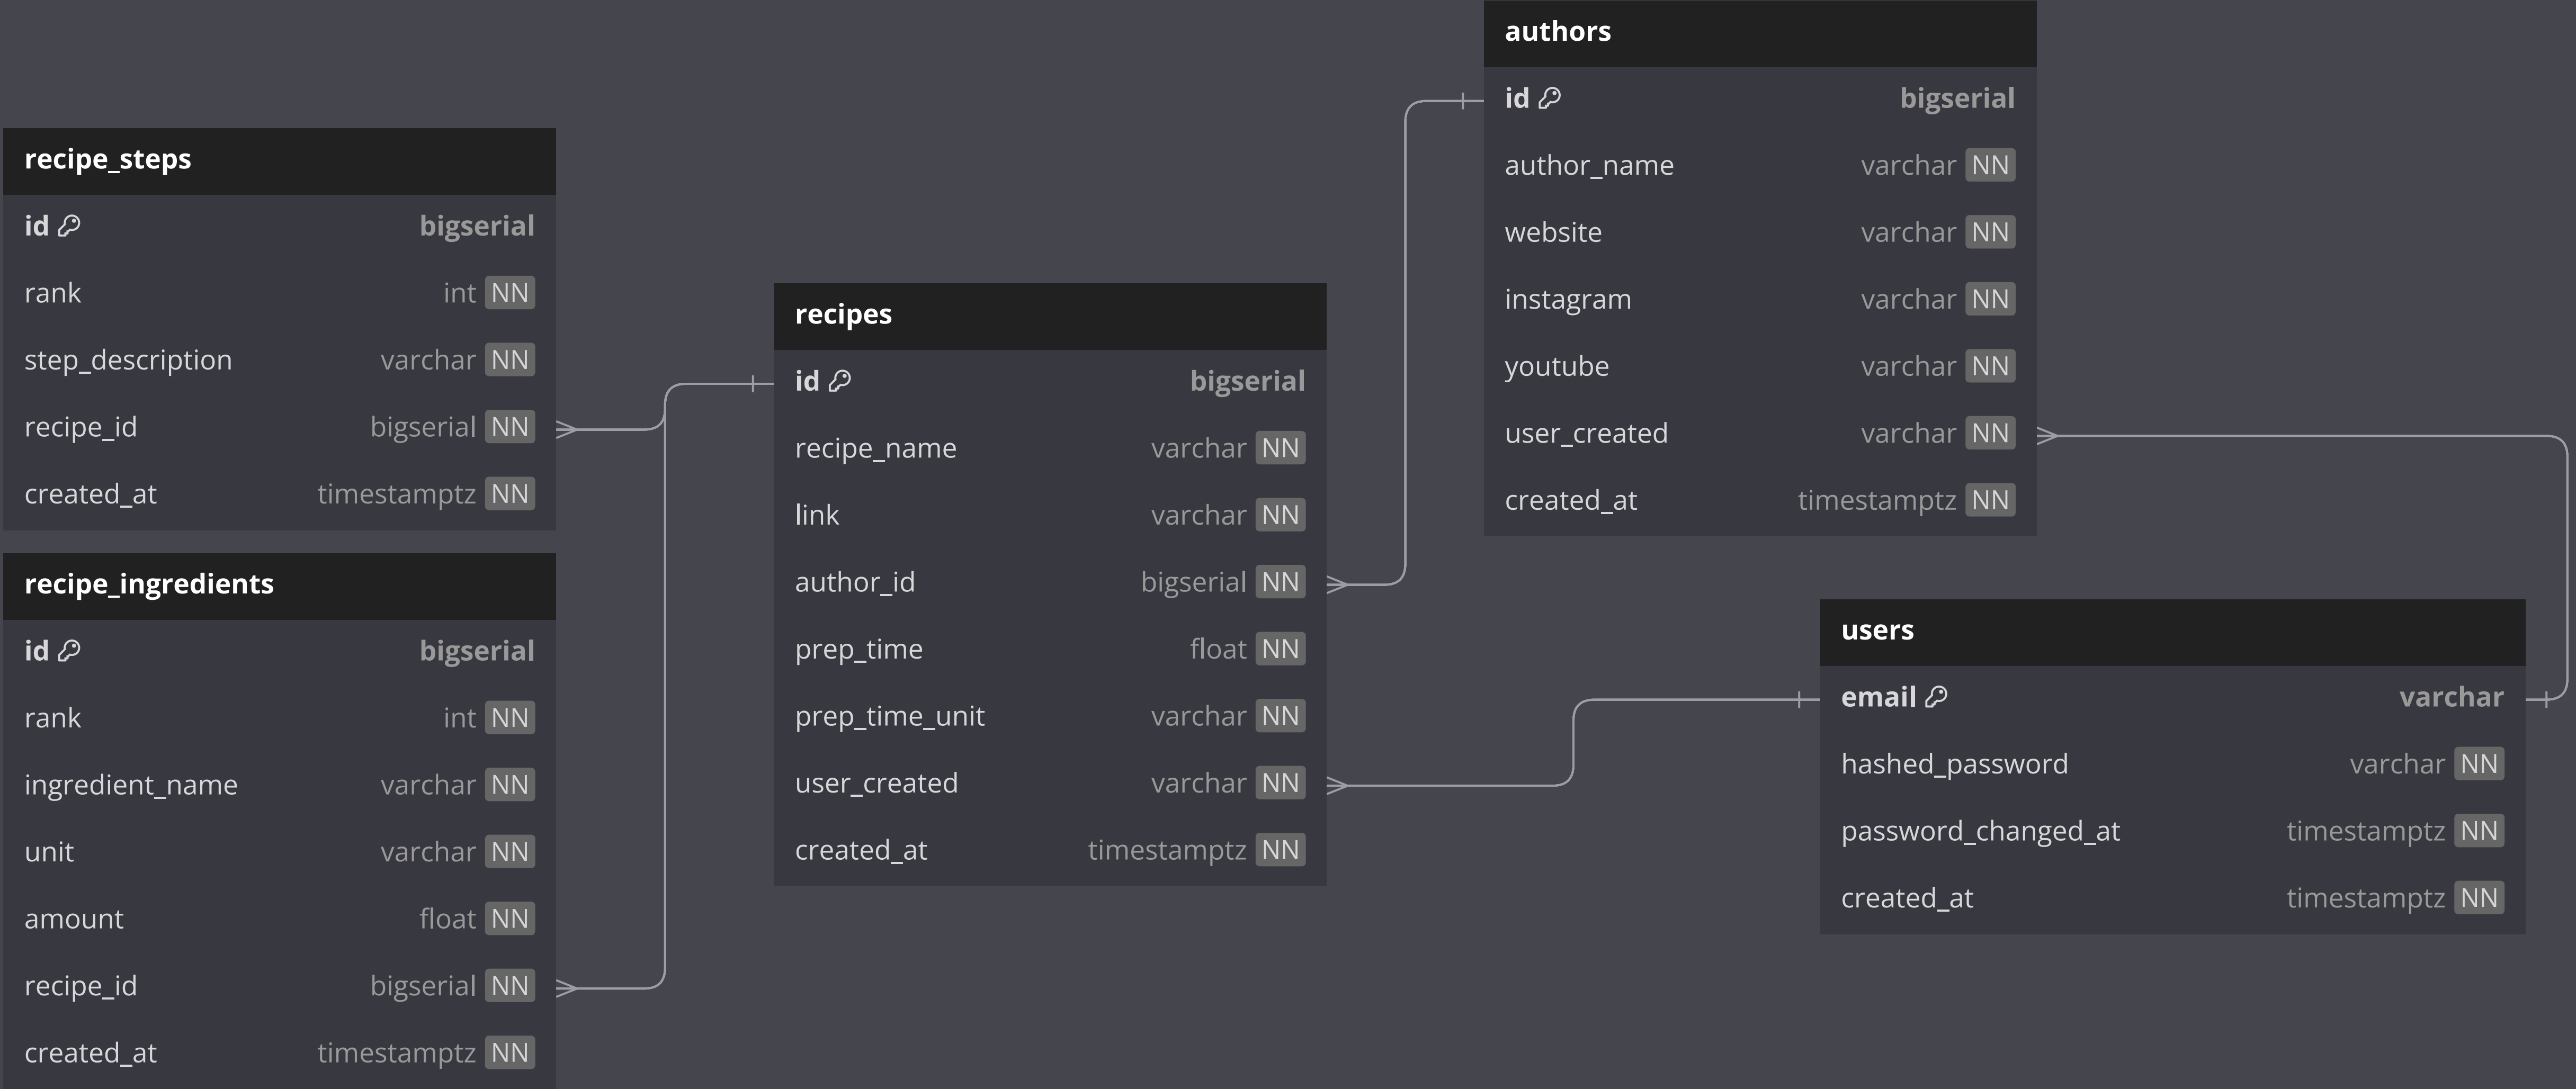 recipe_steps
id bigserial
rank int NN
step_description varchar NN
recipe_id bigserial NN
created_at timestamptz NN
recipe_ingredients
id bigserial
rank int NN
ingredient_name varchar NN
unit varchar NN
amount float NN
recipe_id bigserial NN
created_at timestamptz NN
recipes
id bigserial
recipe_name varchar NN
link varchar NN
author_id bigserial NN
prep_time float NN
prep_time_unit varchar NN
user_created varchar NN
created_at timestamptz NN
authors
id bigserial
author_name varchar NN
website varchar NN
instagram varchar NN
youtube varchar NN
user_created varchar NN
created_at timestamptz NN
users
email varchar
hashed_password varchar NN
password_changed_at timestamptz NN
created_at timestamptz NN